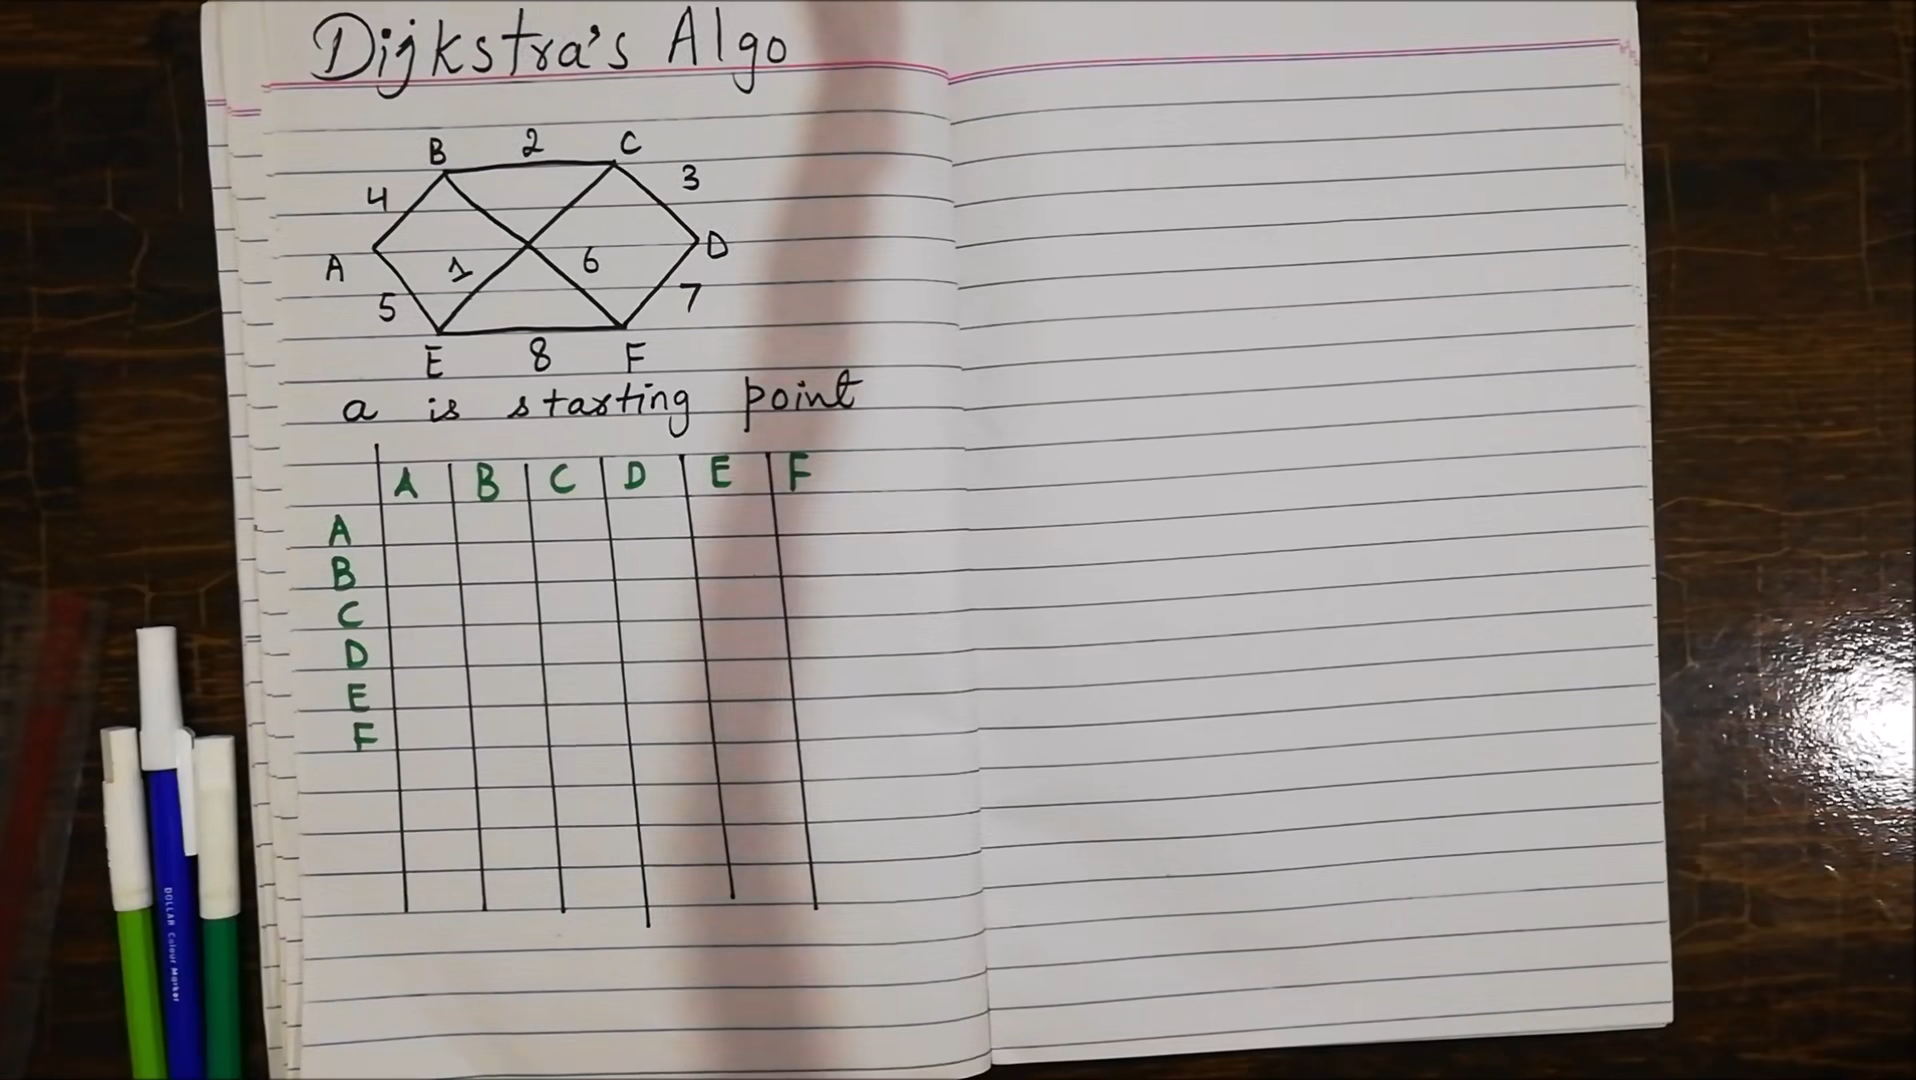 Dijkstra's Algo
B 2 C
4 3
A 1 6 D
5 7
E 8 F
a is starting point
A B C D E F
A
B
C
D
E
F
DOLLAR Colour Marker